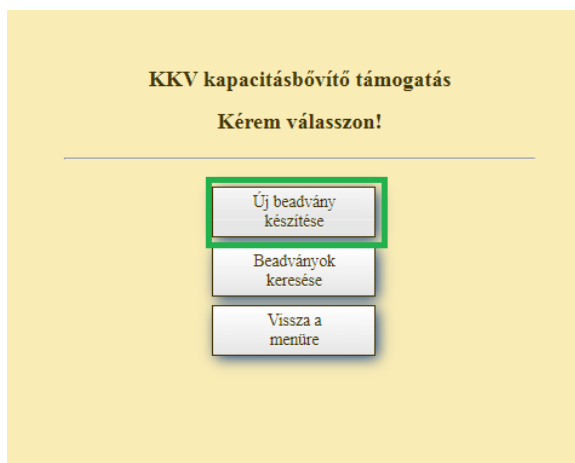 KKV kapacitásbővítő támogatás
Kérem válasszon!
Új beadvány
készítése
Beadványok
keresése
Vissza a
menüre